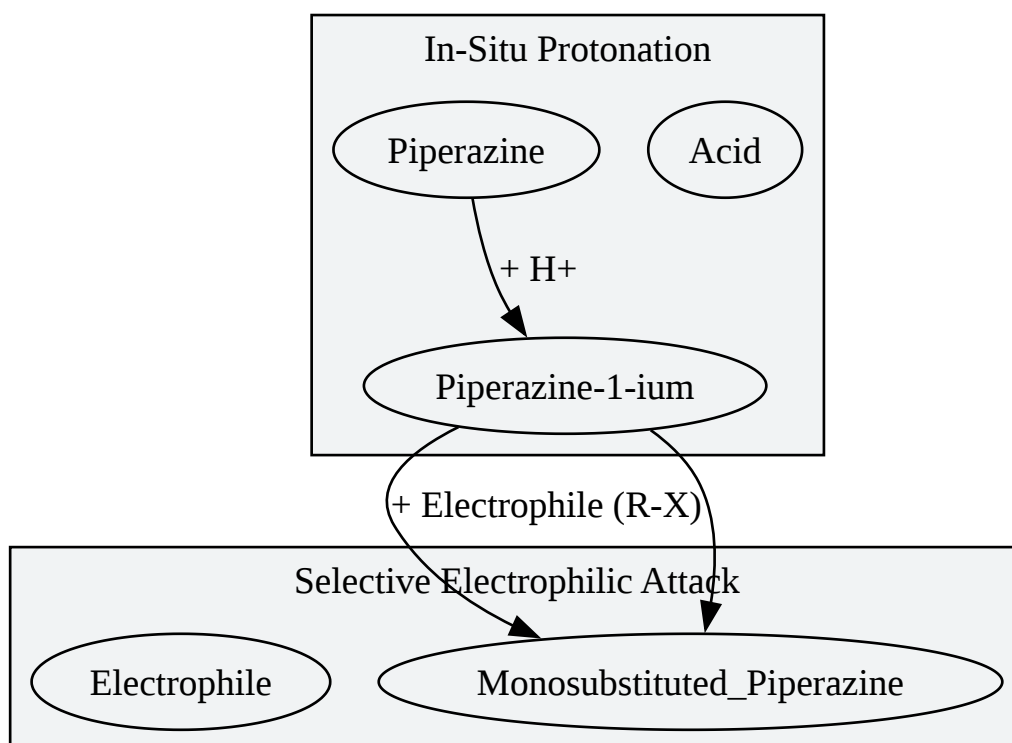 In-Situ Protonation
Piperazine
Acid
+ H+
Piperazine-1-ium
+ Electrophile (R-X)
Selective Electrophilic Attack
Electrophile
Monosubstituted_Piperazine